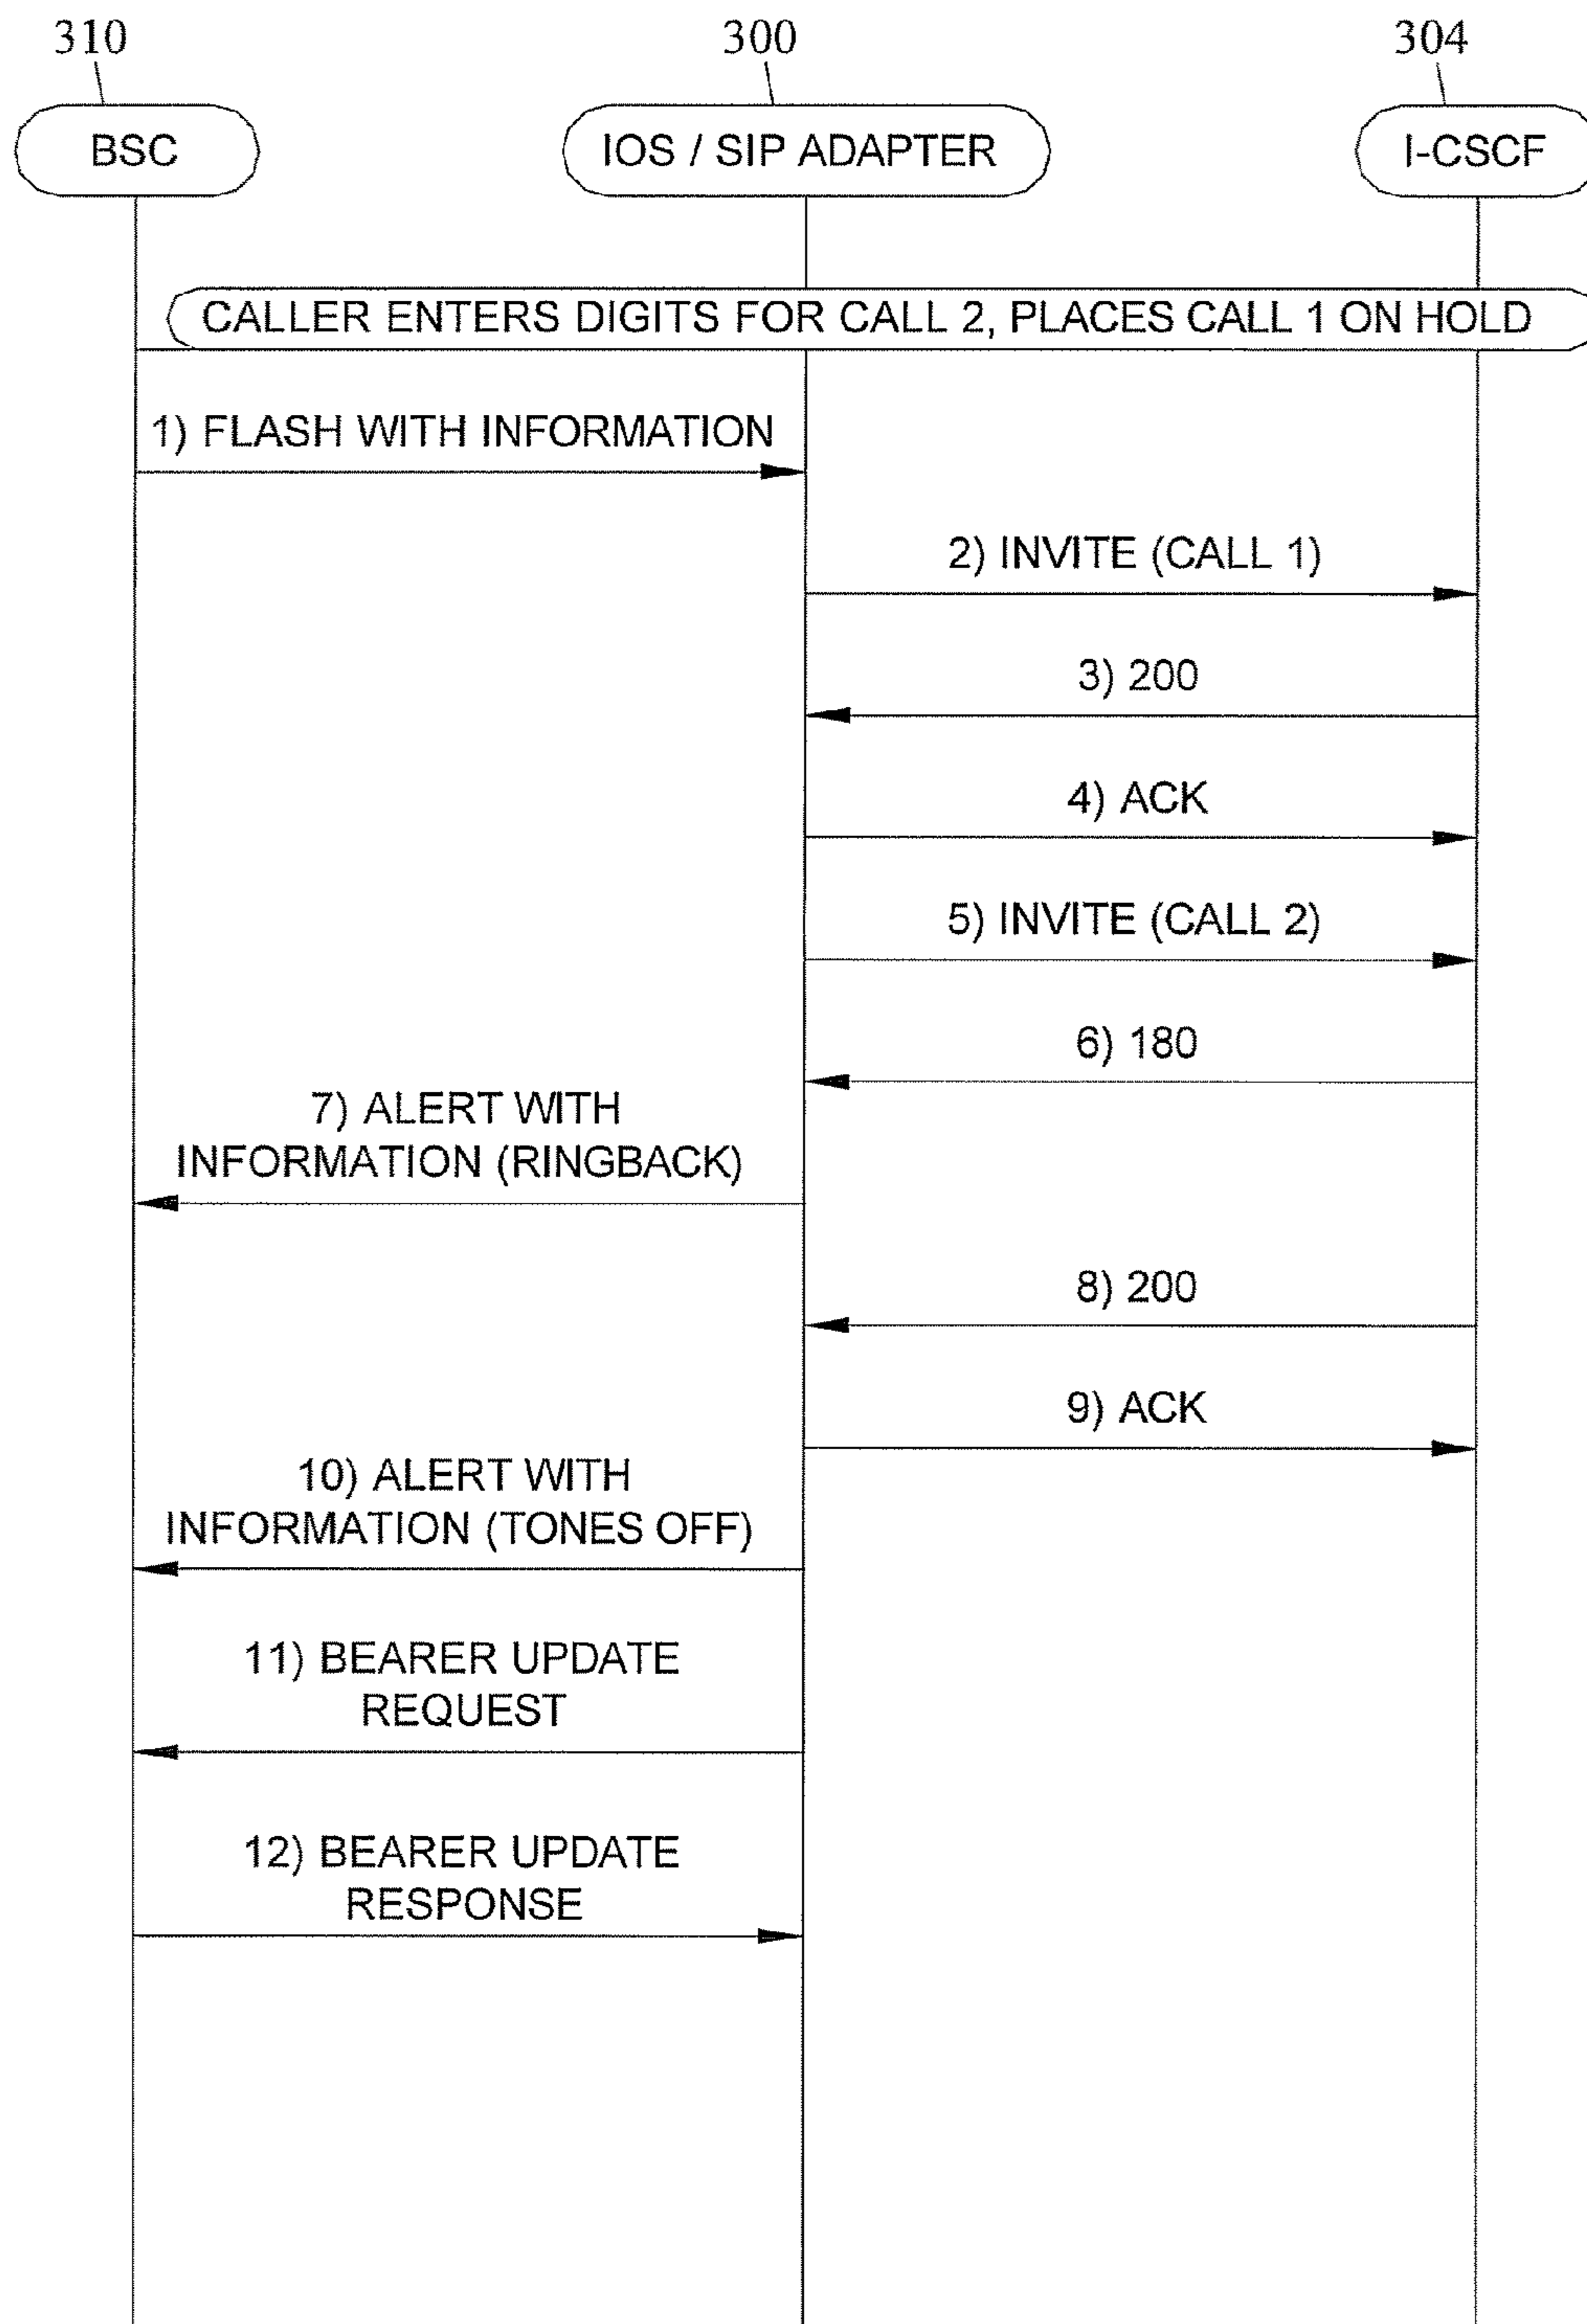 310
300
304
BSC
IOS / SIP ADAPTER
I-CSCF
CALLER ENTERS DIGITS FOR CALL 2, PLACES CALL 1 ON HOLD
1) FLASH WITH INFORMATION
2) INVITE (CALL 1)
3) 200
4) ACK
5) INVITE (CALL 2)
6) 180
7) ALERT WITH
INFORMATION (RINGBACK)
8) 200
9) ACK
10) ALERT WITH
INFORMATION (TONES OFF)
11) BEARER UPDATE
REQUEST
12) BEARER UPDATE
RESPONSE